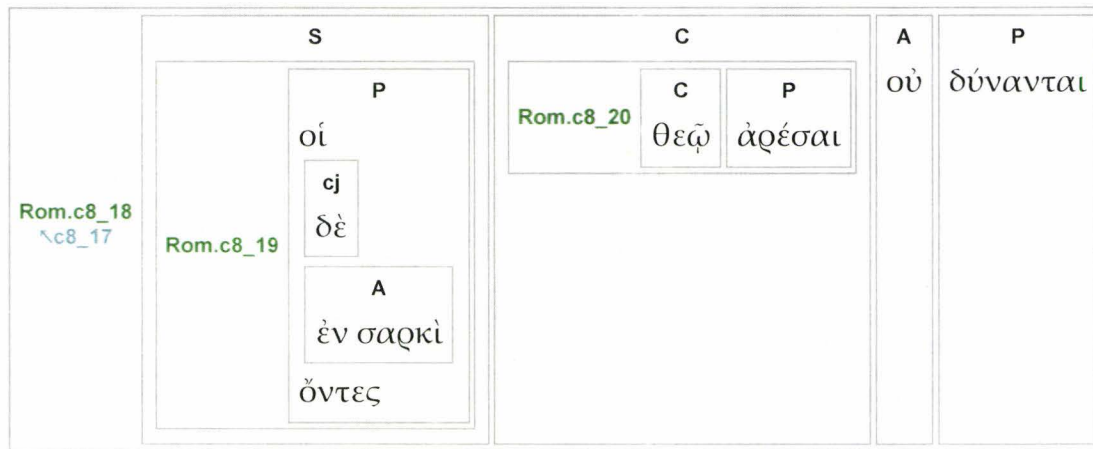 S
C
A
P
P
C
P
οὐ
δύνανται
οἱ
Rom.c8_20
θεῷ
ἀρέσαι
cj
δὲ
Rom.c8_18
↖c8_17
Rom.c8_19
A
ἐν σαρκὶ
ὄντες